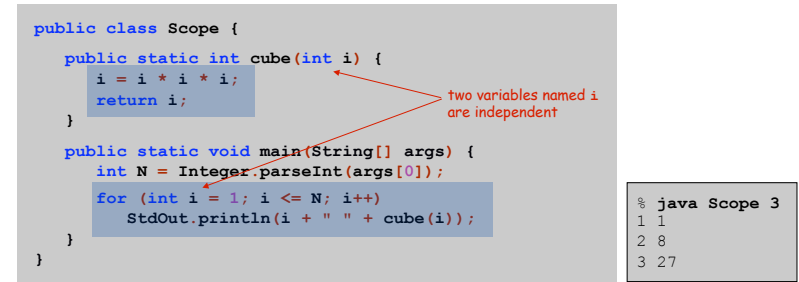 public class Scope {
public static int cube(int i) {
i = i * i * i;
return i;
}
two variables named i
are independent
public static void main(String[] args) {
int N = Integer.parseInt(args[0]);
for (int i = 1; i <= N; i++)
StdOut.println(i + " " + cube(i));
}
}
% java Scope 3
1 1
2 8
3 27